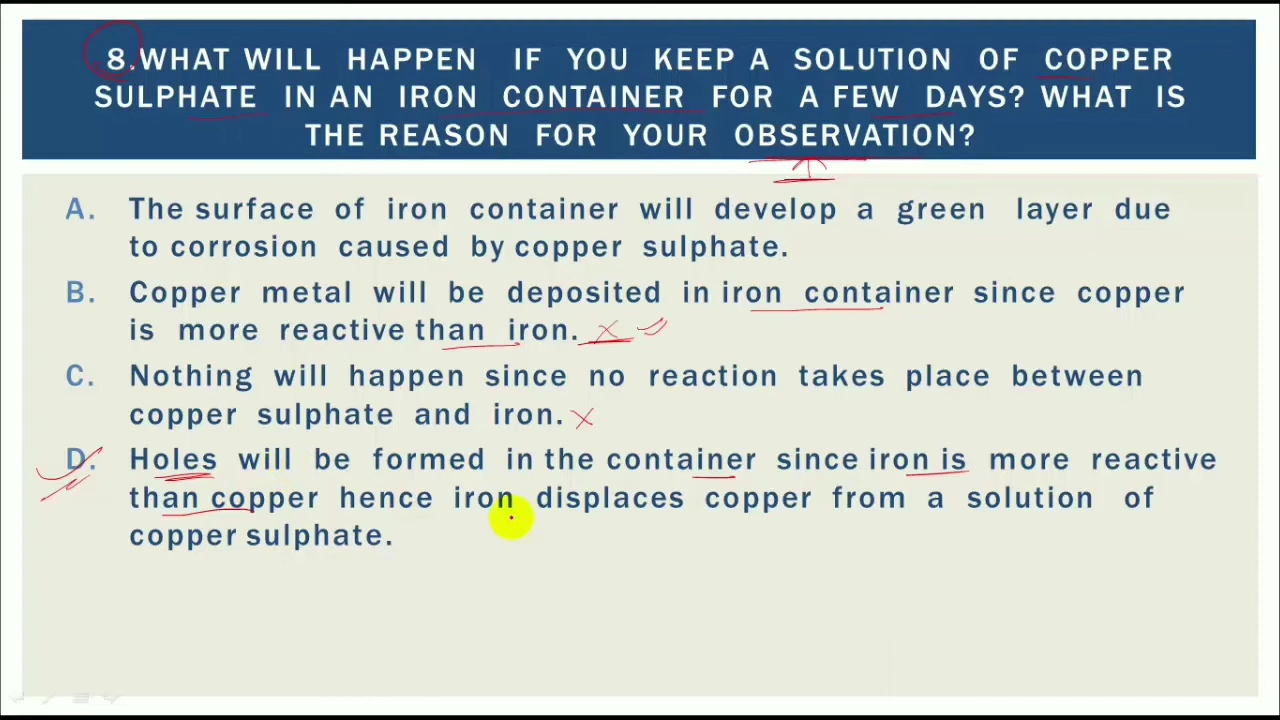 8.WHAT WILL HAPPEN IF YOU KEEP A SOLUTION OF COPPER
SULPHATE IN AN IRON CONTAINER FOR A FEW DAYS? WHAT IS
THE REASON FOR YOUR OBSERVATION?
A. The surface of iron container will develop a green layer due
to corrosion caused by copper sulphate.
B. Copper metal will be deposited in iron container since copper
is more reactive than iron.
C. Nothing will happen since no reaction takes place between
copper sulphate and iron.
D. Holes will be formed in the container since iron is more reactive
than copper hence iron displaces copper from a solution of
copper sulphate.